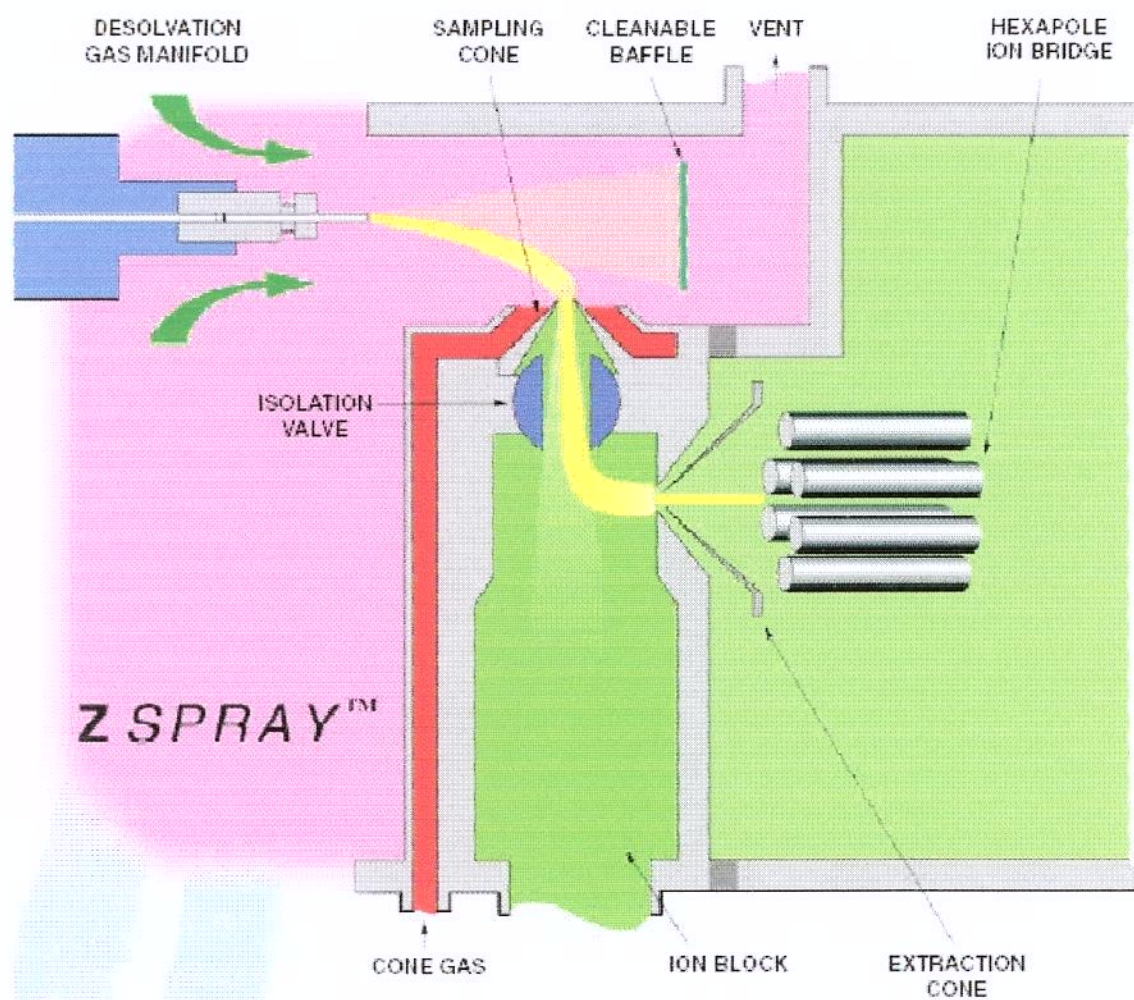 DESOLVATION
GAS MANIFOLD
SAMPLING
CONE
CLEANABLE
BAFFLE
VENT
HEXAPOLE
ION BRIDGE
ISOLATION
VALVE
Z SPRAY™
CONE GAS
ION BLOCK
EXTRACTION
CONE